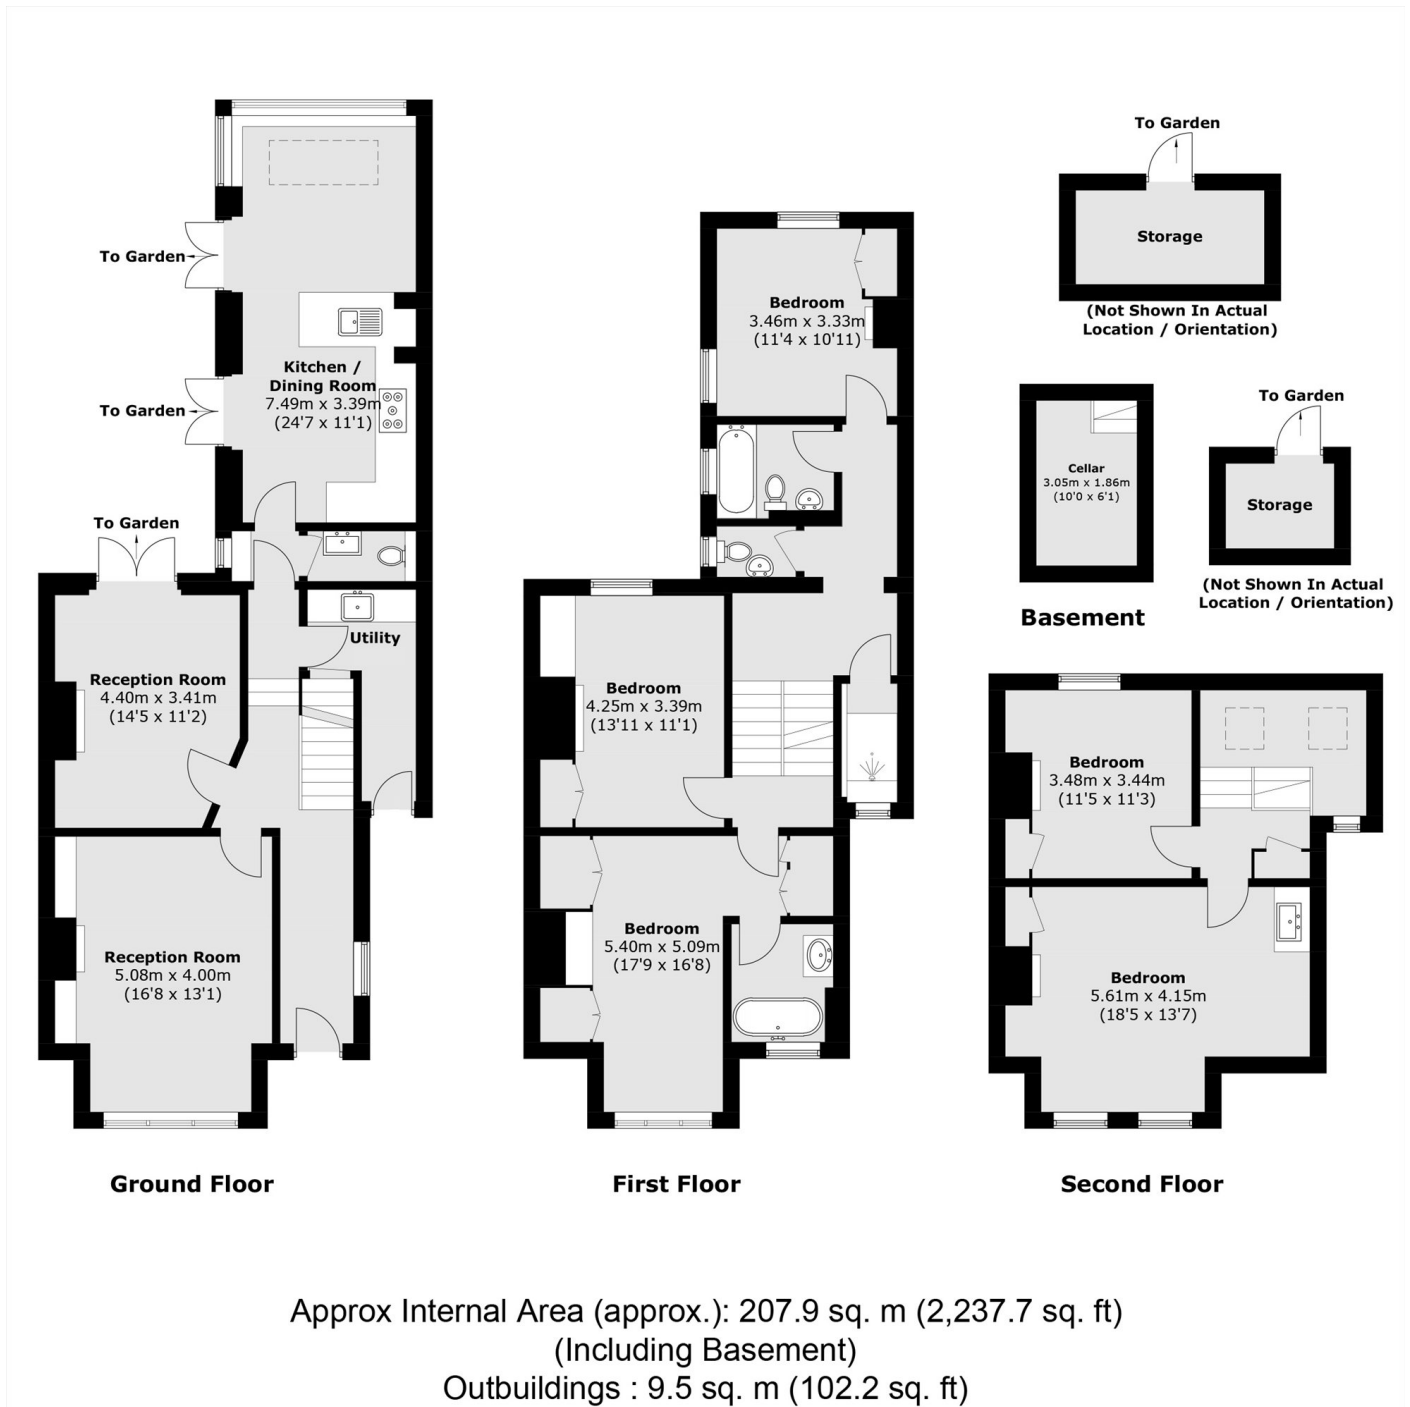 To Garden
Kitchen /
Dining Room
7.49m x 3.39m
(24'7 x 11'1)
To Garden
To Garden
Utility
Reception Room
4.40m x 3.41m
(14'5 x 11'2)
Reception Room
5.08m x 4.00m
(16'8 x 13'1)
Ground Floor
Bedroom
3.46m x 3.33m
(11'4 x 10'11)
Bedroom
4.25m x 3.39m
(13'11 x 11'1)
Bedroom
5.40m x 5.09m
(17'9 x 16'8)
First Floor
To Garden
Storage
(Not Shown In Actual
Location / Orientation)
Cellar
3.05m x 1.86m
(10'0 x 6'1)
Basement
To Garden
Storage
(Not Shown In Actual
Location / Orientation)
Bedroom
3.48m x 3.44m
(11'5 x 11'3)
Bedroom
5.61m x 4.15m
(18'5 x 13'7)
Second Floor
Approx Internal Area (approx.): 207.9 sq. m (2,237.7 sq. ft)
(Including Basement)
Outbuildings : 9.5 sq. m (102.2 sq. ft)